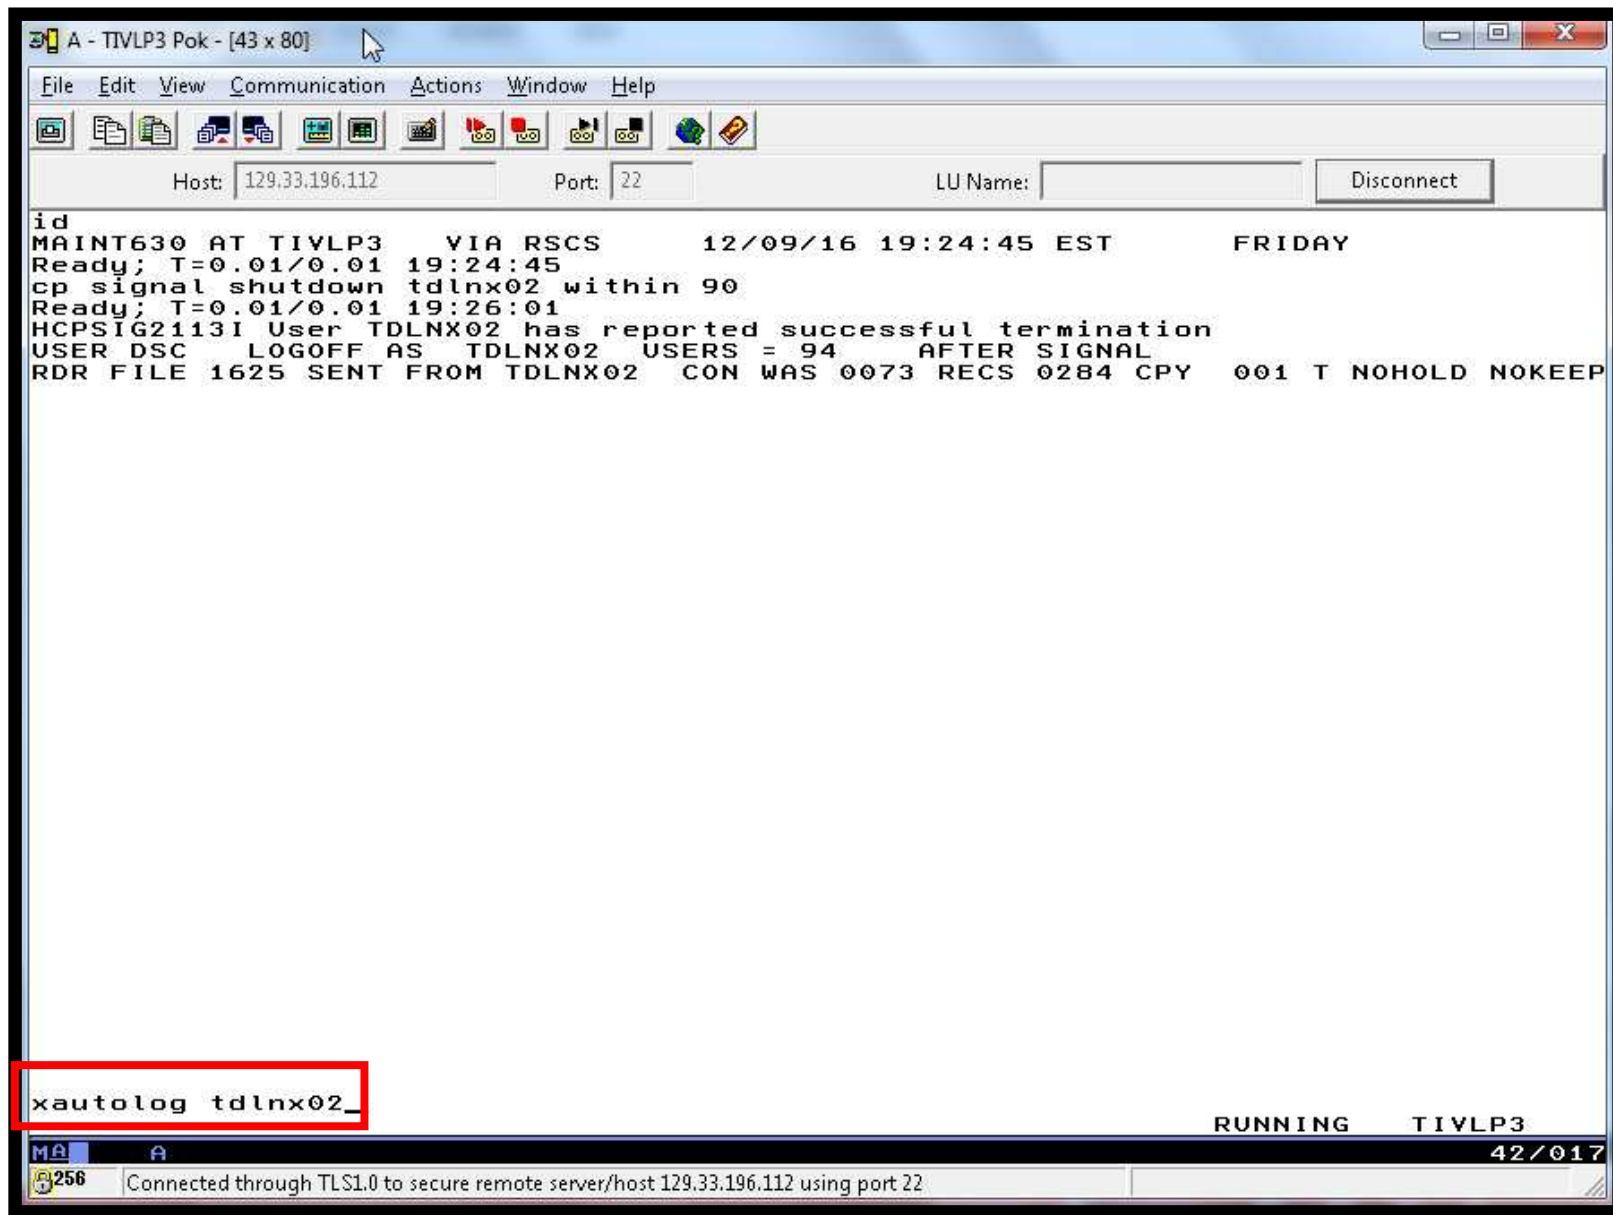 A - TIVLP3 Pok - [43 x 80]
File Edit View Communication Actions Window Help
Host: 129.33.196.112 Port: 22 LU Name: Disconnect
id
MAINT630 AT TIVLP3 VIA RSCS 12/09/16 19:24:45 EST FRIDAY
Ready; T=0.01/0.01 19:24:45
cp signal shutdown tdlnx02 within 90
Ready; T=0.01/0.01 19:26:01
HCPSIG2113I User TDLNX02 has reported successful termination
USER DSC LOGOFF AS TDLNX02 USERS = 94 AFTER SIGNAL
RDR FILE 1625 SENT FROM TDLNX02 CON WAS 0073 RECS 0284 CPY 001 T NOHOLD NOKEEP
xautolog tdlnx02_
RUNNING TIVLP3
MA A 42/017
256 Connected through TLS1.0 to secure remote server/host 129.33.196.112 using port 22